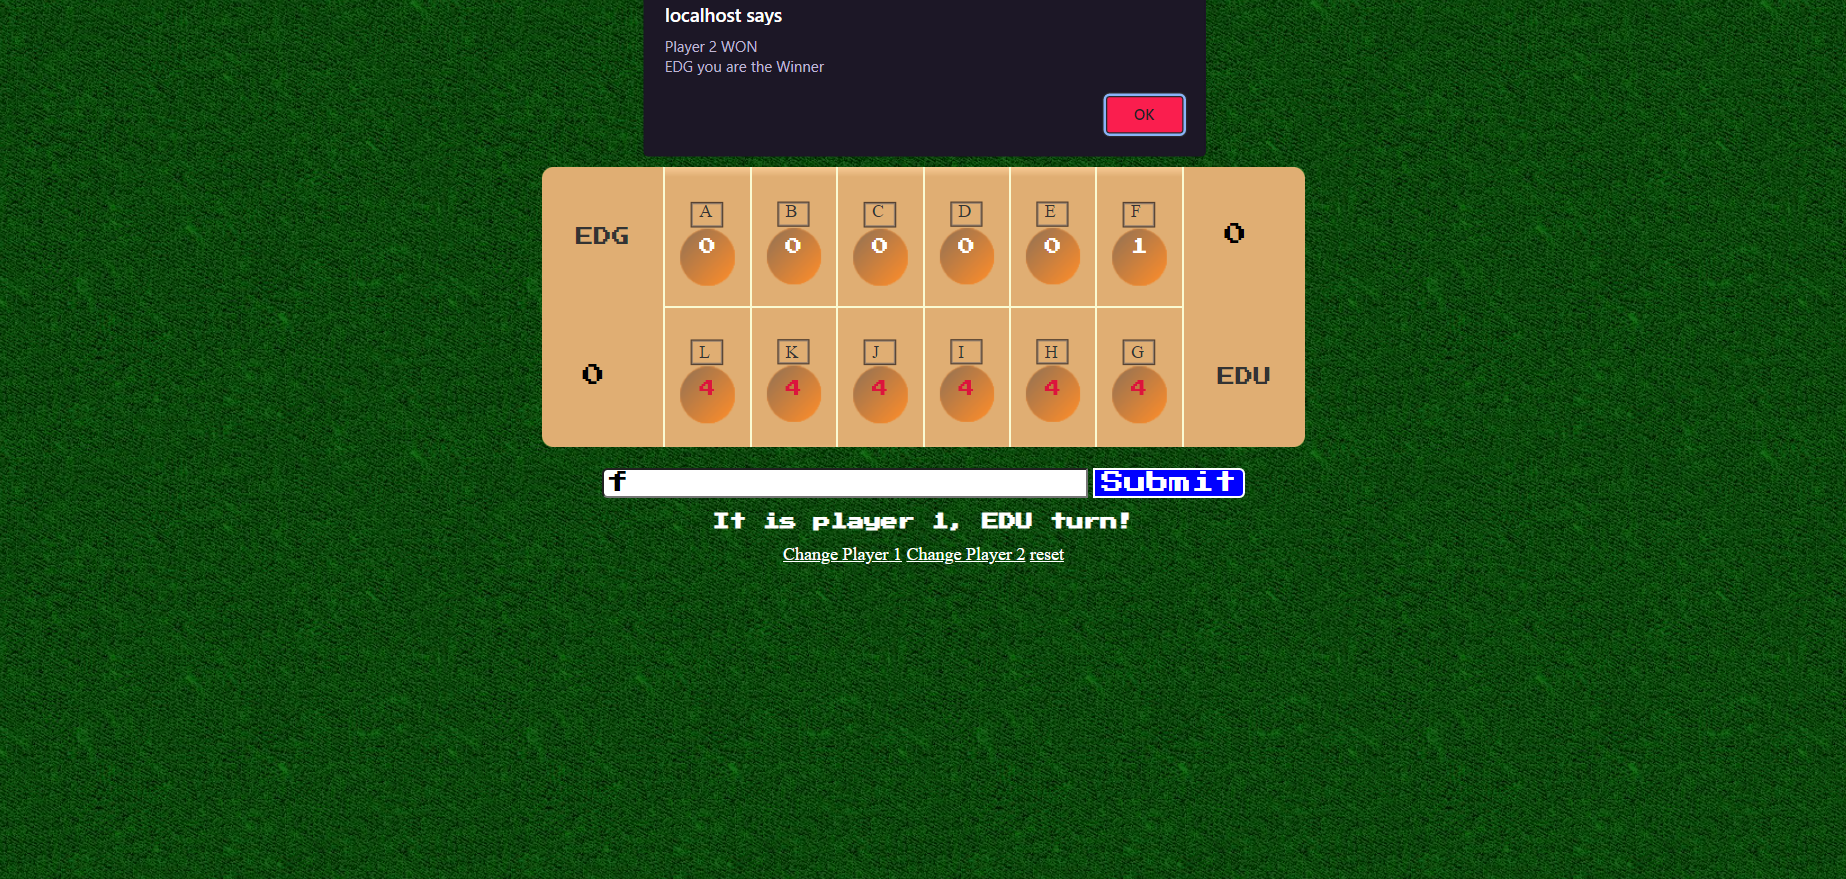 localhost says
Player 2 WON
EDG you are the Winner
OK
A B C D E F
EDG 0 0 0 0 0 1 0
L K J I H G
0 4 4 4 4 4 4 EDU
f Submit
It is player 1, EDU turn!
Change Player 1 Change Player 2 reset